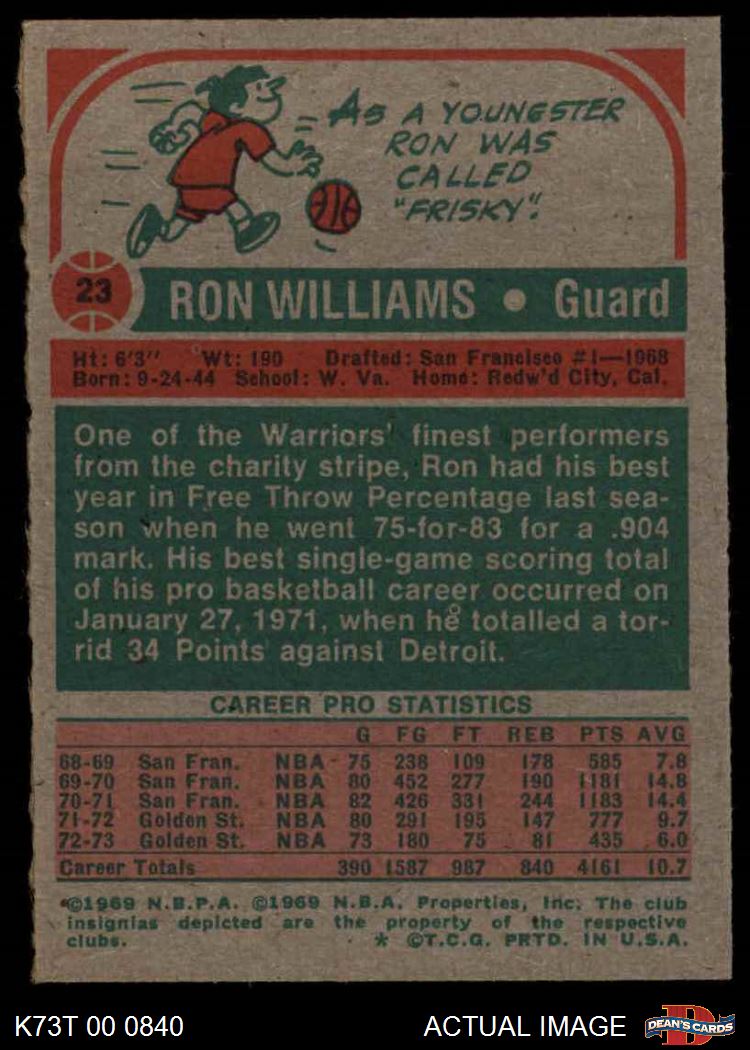 AS A YOUNGSTER
RON WAS
CALLED
"FRISKY".
23 RON WILLIAMS • Guard
Ht: 6'3" Wt: 190 Drafted: San Francisco #1—1968
Born: 9-24-44 School: W. Va. Home: Redw'd City, Cal.
One of the Warriors' finest performers
from the charity stripe, Ron had his best
year in Free Throw Percentage last sea-
son when he went 75-for-83 for a .904
mark. His best single-game scoring total
of his pro basketball career occurred on
January 27, 1971, when he totalled a tor-
rid 34 Points against Detroit.
CAREER PRO STATISTICS
G FG FT REB PTS AVG
68-69 San Fran. NBA 75 238 109 178 585 7.8
69-70 San Fran. NBA 80 452 277 190 1181 14.8
70-71 San Fran. NBA 82 426 331 244 1183 14.4
71-72 Golden St. NBA 80 291 195 147 777 9.7
72-73 Golden St. NBA 73 180 75 81 435 6.0
Career Totals 390 1587 987 840 4161 10.7
©1969 N.B.P.A. ©1969 N.B.A. Properties, Inc. The club
insignias depicted are the property of the respective
clubs. * ©T.C.G. PRTD. IN U.S.A.
K73T 00 0840 ACTUAL IMAGE DEAN'S CARDS